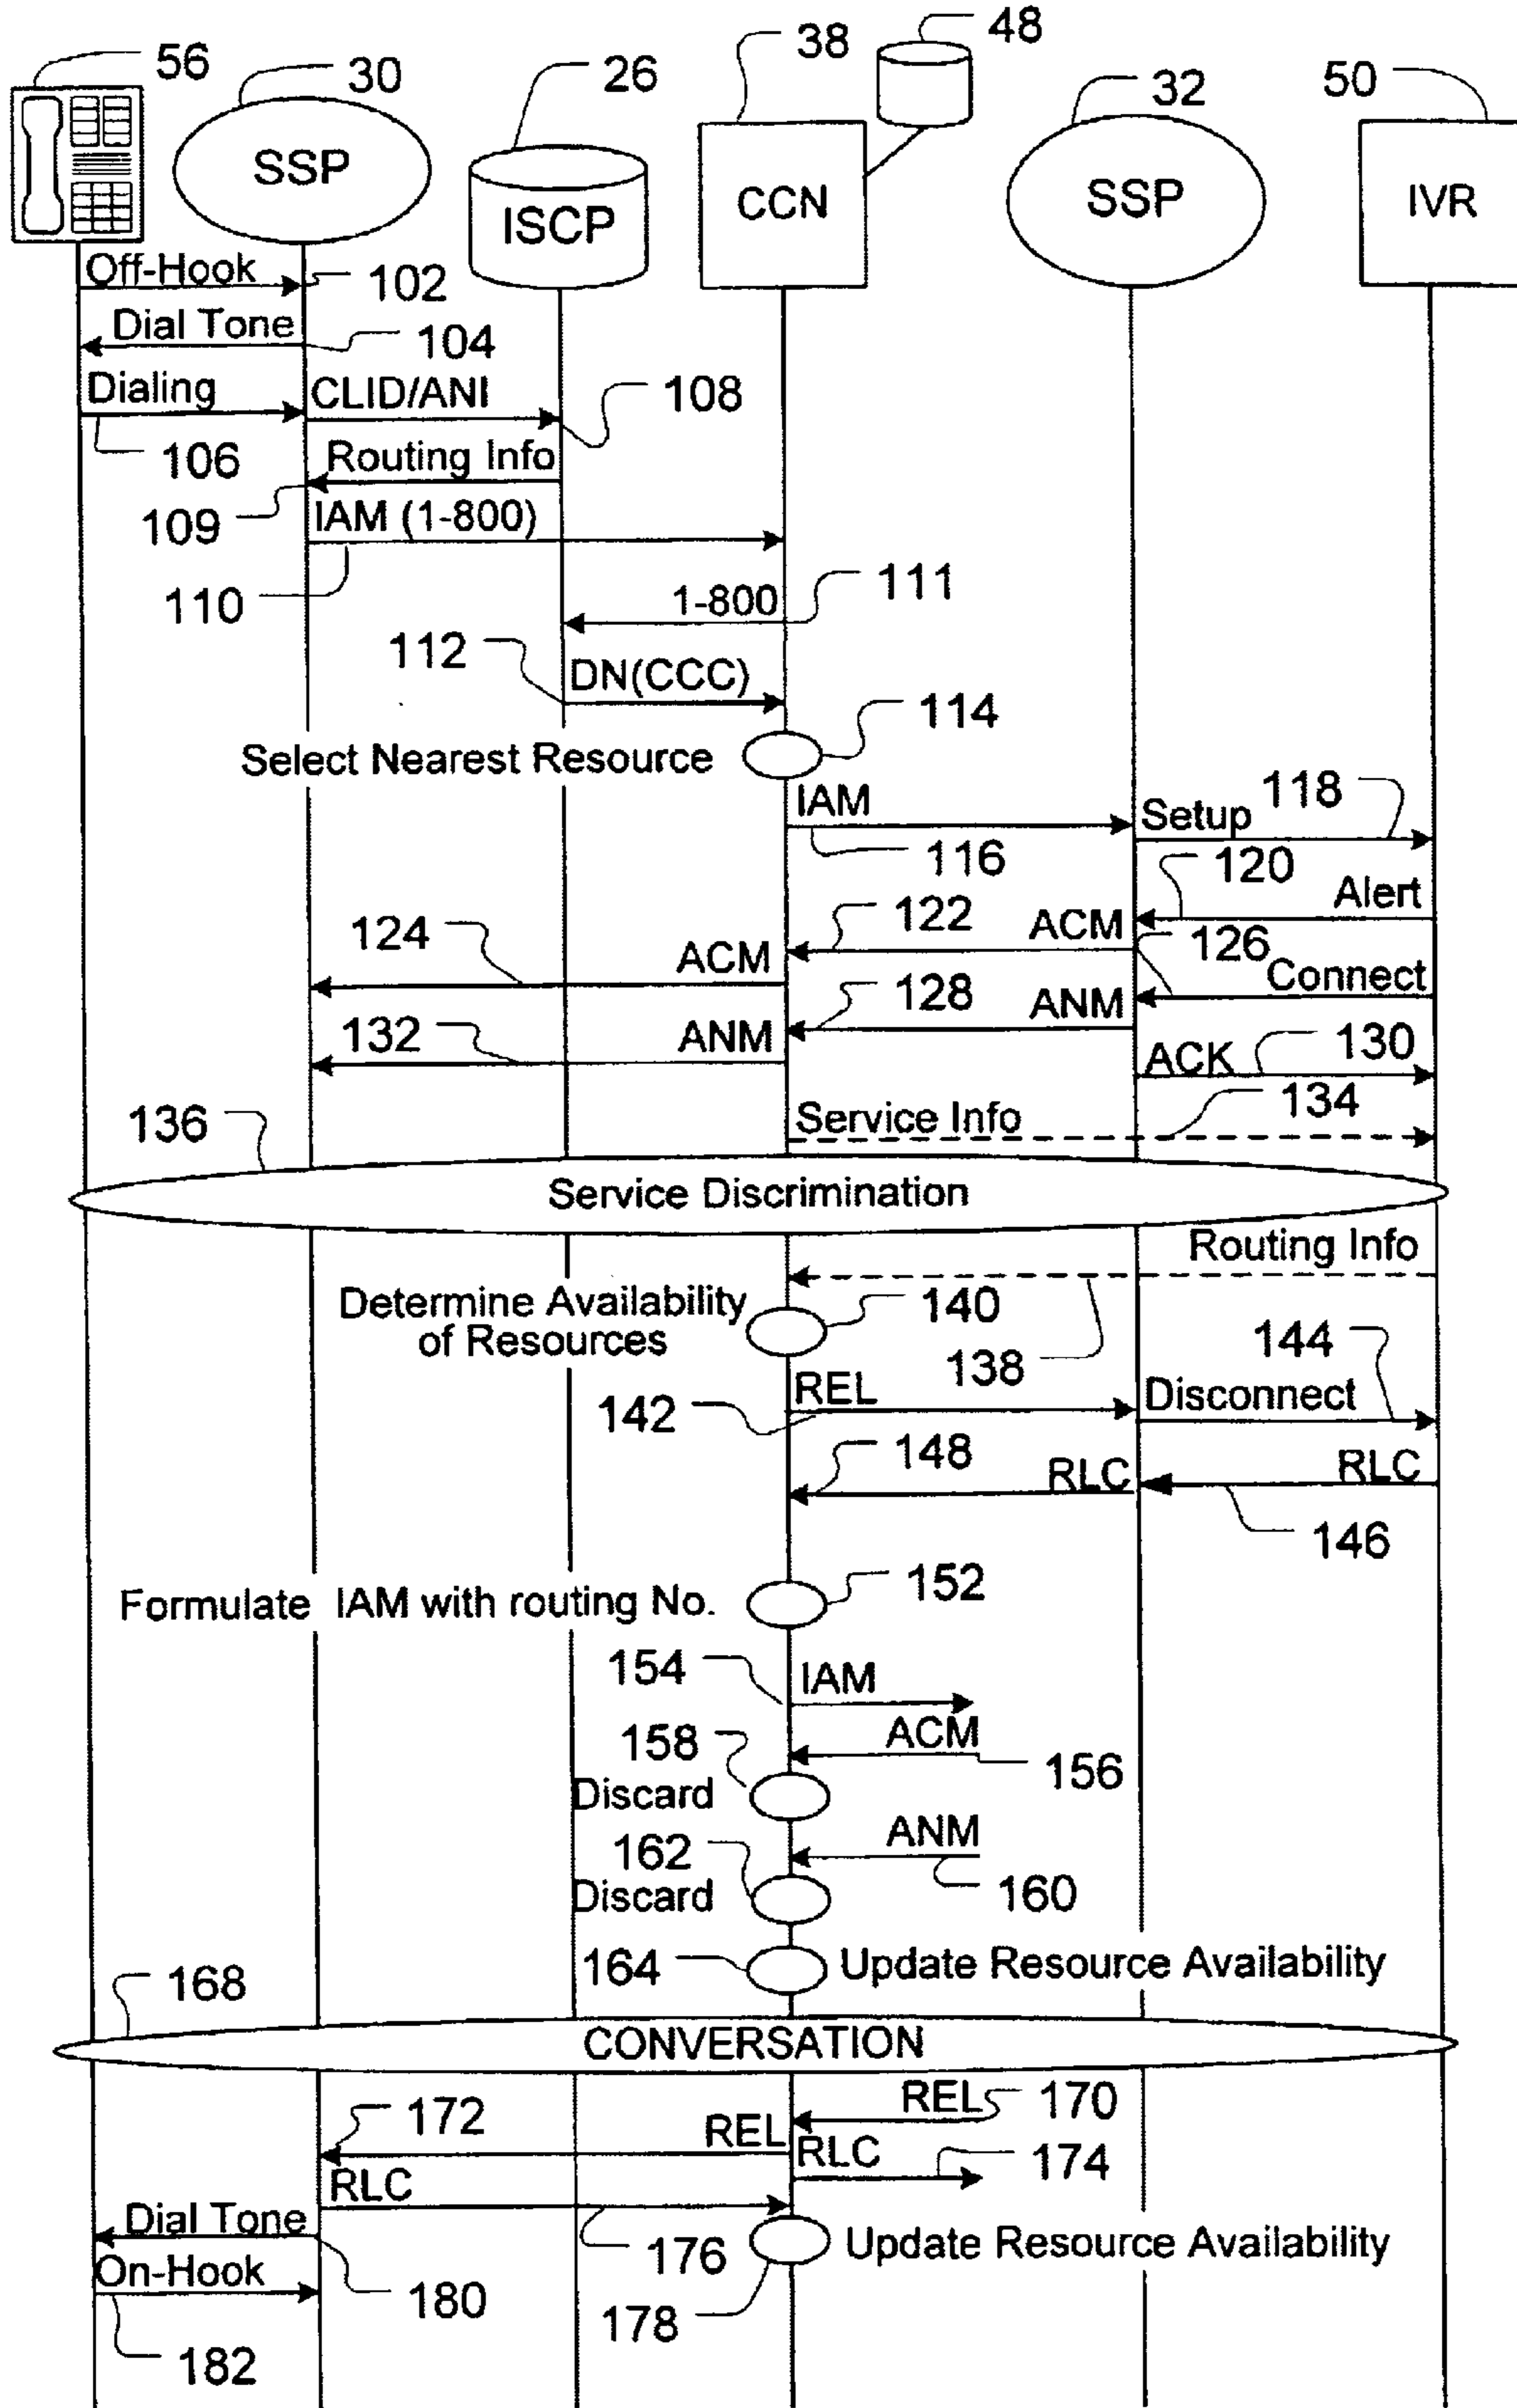 56
30
26
38
48
32
50
SSP
ISCP
CCN
SSP
IVR
Off-Hook
102
Dial Tone
104
Dialing
CLID/ANI
108
106
Routing Info
109
IAM (1-800)
110
1-800
111
112
DN(CCC)
Select Nearest Resource
114
IAM
116
Setup
118
120
Alert
124
ACM
122
ACM
126
Connect
132
ANM
128
ANM
ACK
130
136
Service Info
134
Service Discrimination
Routing Info
Determine Availability
of Resources
140
138
144
142
REL
Disconnect
148
RLC
RLC
146
Formulate IAM with routing No.
152
154
IAM
158
ACM
156
Discard
162
ANM
160
Discard
164
Update Resource Availability
168
CONVERSATION
REL
170
172
REL
RLC
174
RLC
Dial Tone
176
Update Resource Availability
On-Hook
180
178
182